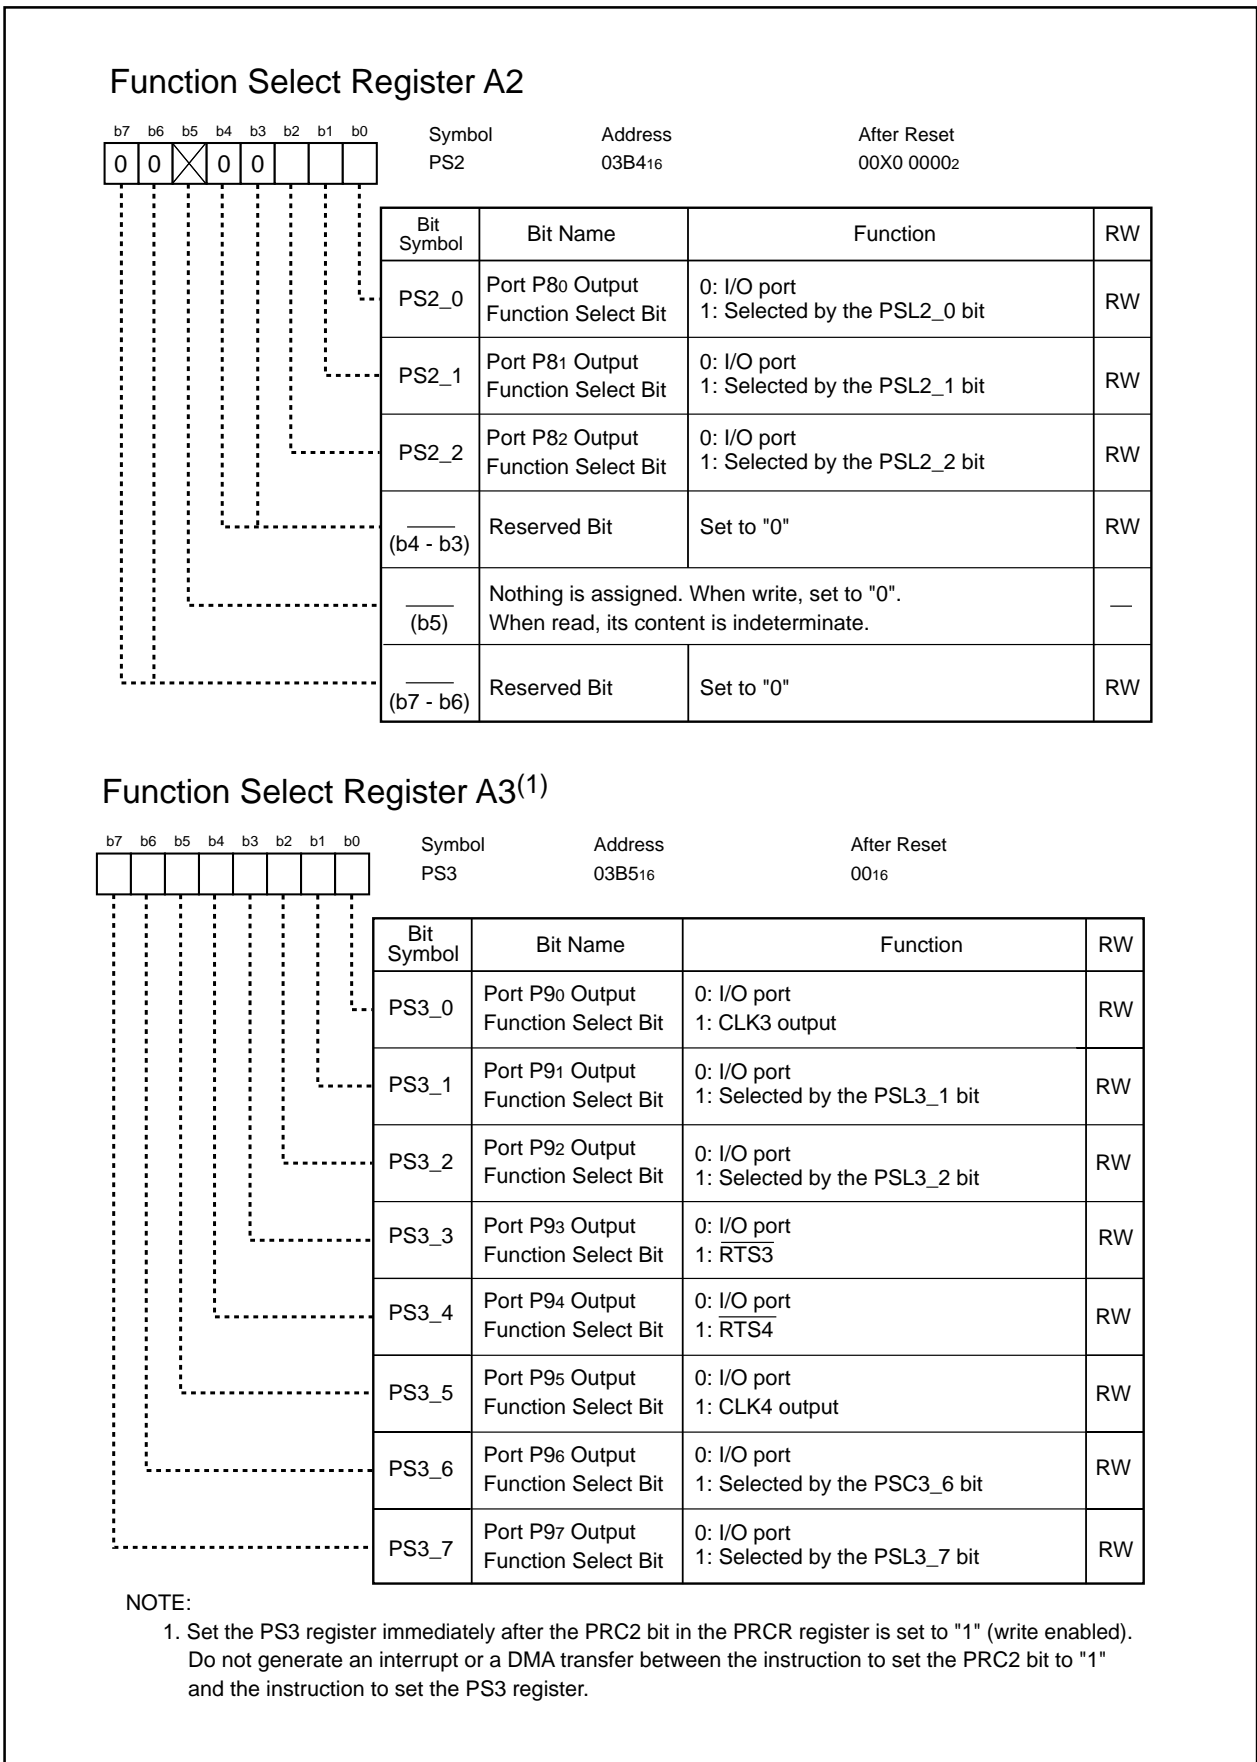 Function Select Register A2
b7 b6 b5 b4 b3 b2 b1 b0 Symbol Address After Reset
0 0 0 0 PS2 03B416 00X0 00002
Bit Symbol Bit Name Function RW
PS2_0 Port P80 Output Function Select Bit 0: I/O port 1: Selected by the PSL2_0 bit RW
PS2_1 Port P81 Output Function Select Bit 0: I/O port 1: Selected by the PSL2_1 bit RW
PS2_2 Port P82 Output Function Select Bit 0: I/O port 1: Selected by the PSL2_2 bit RW
(b4 - b3) Reserved Bit Set to "0" RW
(b5) Nothing is assigned. When write, set to "0". When read, its content is indeterminate. —
(b7 - b6) Reserved Bit Set to "0" RW
Function Select Register A3(1)
b7 b6 b5 b4 b3 b2 b1 b0 Symbol Address After Reset
PS3 03B516 0016
Bit Symbol Bit Name Function RW
PS3_0 Port P90 Output Function Select Bit 0: I/O port 1: CLK3 output RW
PS3_1 Port P91 Output Function Select Bit 0: I/O port 1: Selected by the PSL3_1 bit RW
PS3_2 Port P92 Output Function Select Bit 0: I/O port 1: Selected by the PSL3_2 bit RW
PS3_3 Port P93 Output Function Select Bit 0: I/O port 1: RTS3 RW
PS3_4 Port P94 Output Function Select Bit 0: I/O port 1: RTS4 RW
PS3_5 Port P95 Output Function Select Bit 0: I/O port 1: CLK4 output RW
PS3_6 Port P96 Output Function Select Bit 0: I/O port 1: Selected by the PSC3_6 bit RW
PS3_7 Port P97 Output Function Select Bit 0: I/O port 1: Selected by the PSL3_7 bit RW
NOTE:
1. Set the PS3 register immediately after the PRC2 bit in the PRCR register is set to "1" (write enabled).
Do not generate an interrupt or a DMA transfer between the instruction to set the PRC2 bit to "1"
and the instruction to set the PS3 register.